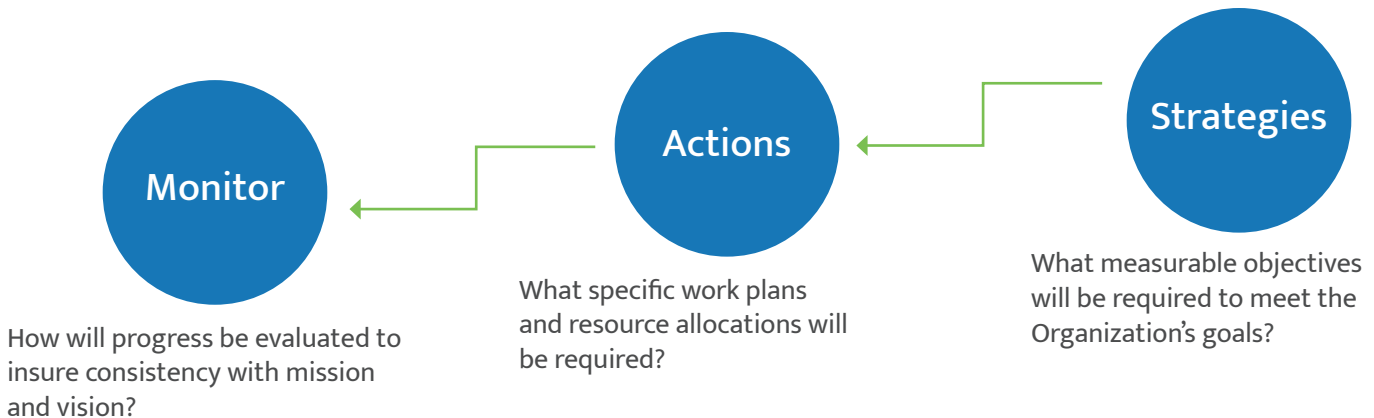 Monitor
How will progress be evaluated to
insure consistency with mission
and vision?
Actions
What specific work plans
and resource allocations will
be required?
Strategies
What measurable objectives
will be required to meet the
Organization’s goals?